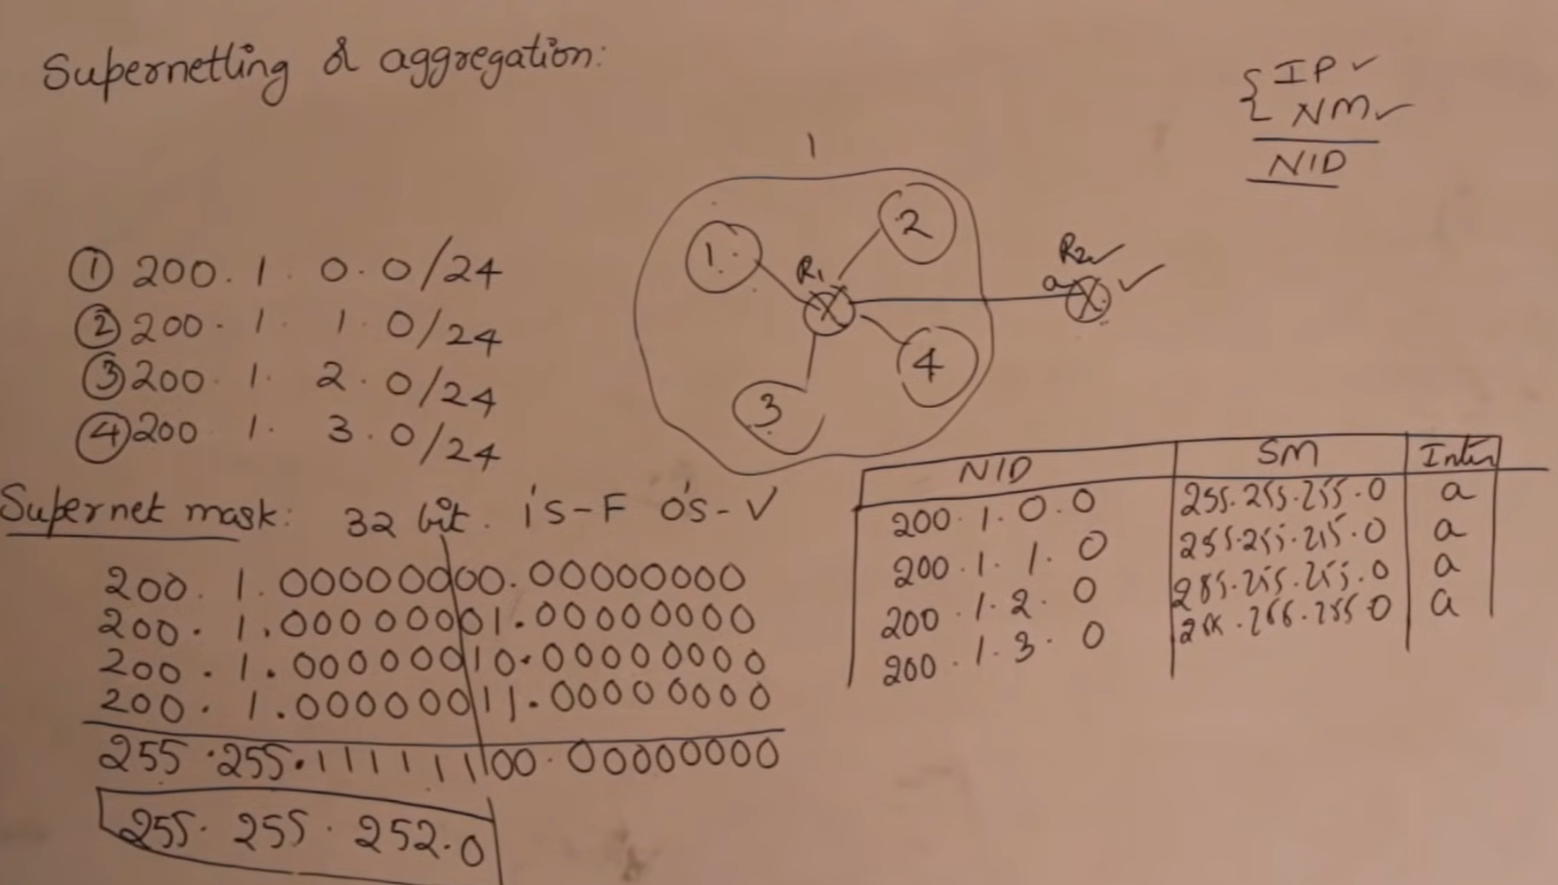 Supernetting & aggregation:
{ IP ✓
NM ✓
NID
1
① 200. 1. 0. 0/24
② 200. 1. 1. 0/24
③ 200. 1. 2. 0/24
④ 200 1. 3. 0/24
1.
2
R1
R2 ✓
a
✓
3
4
Supernet mask: 32 bit. 1's-F 0's-V
200. 1. 00000000. 00000000
200. 1. 00000001. 00000000
200. 1. 00000010. 00000000
200. 1. 00000011. 00000000
255. 255. 11111100. 00000000
255. 255. 252. 0
NID SM Inter
200. 1. 0. 0 255. 255. 255. 0 a
200. 1. 1. 0 255. 255. 255. 0 a
200. 1. 2. 0 255. 255. 255. 0 a
200. 1. 3. 0 255. 255. 255 0 a